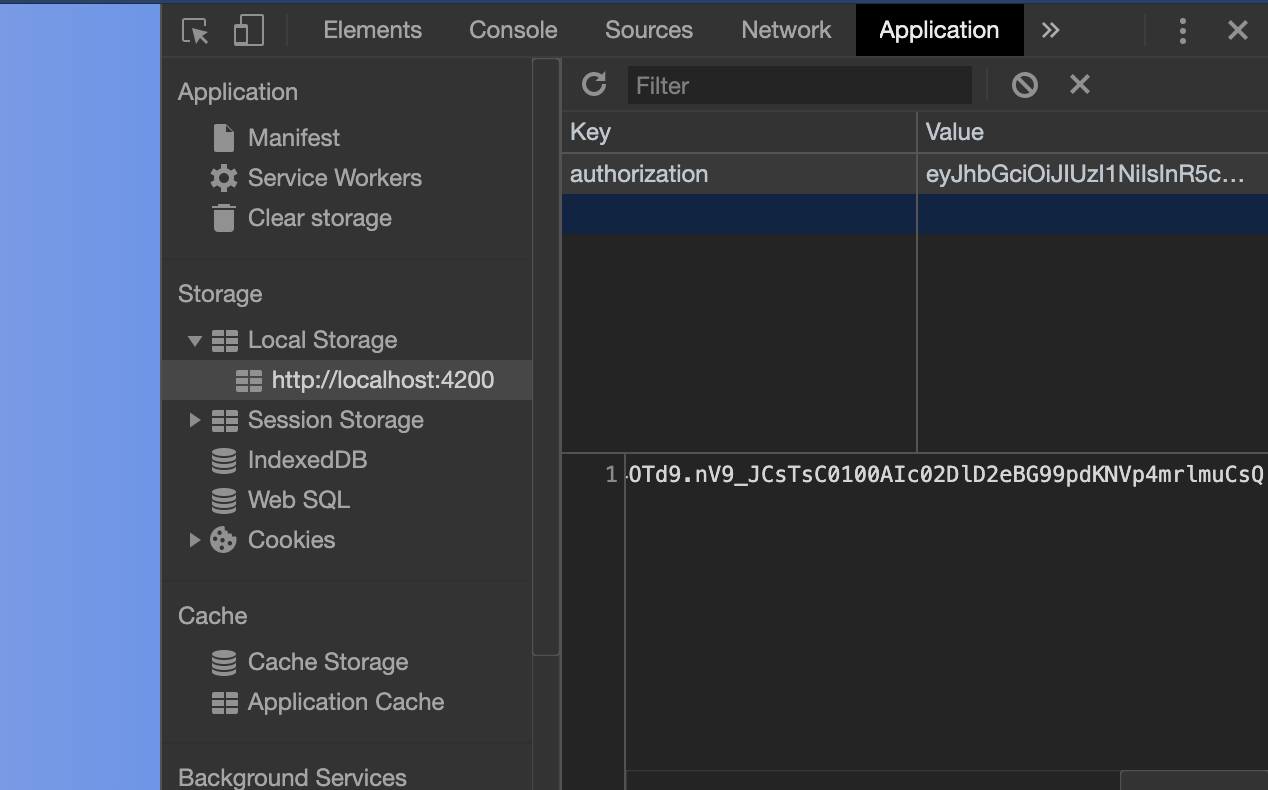 Elements Console Sources Network Application »
Application
Manifest
Service Workers
Clear storage
Storage
Local Storage
http://localhost:4200
Session Storage
IndexedDB
Web SQL
Cookies
Cache
Cache Storage
Application Cache
Background Services
Filter
Key Value
authorization eyJhbGciOiJIUzI1NiIsInR5c...
1 OTd9.nV9_JCsTsC0100AIc02DlD2eBG99pdKNVp4mrlmuCsQ